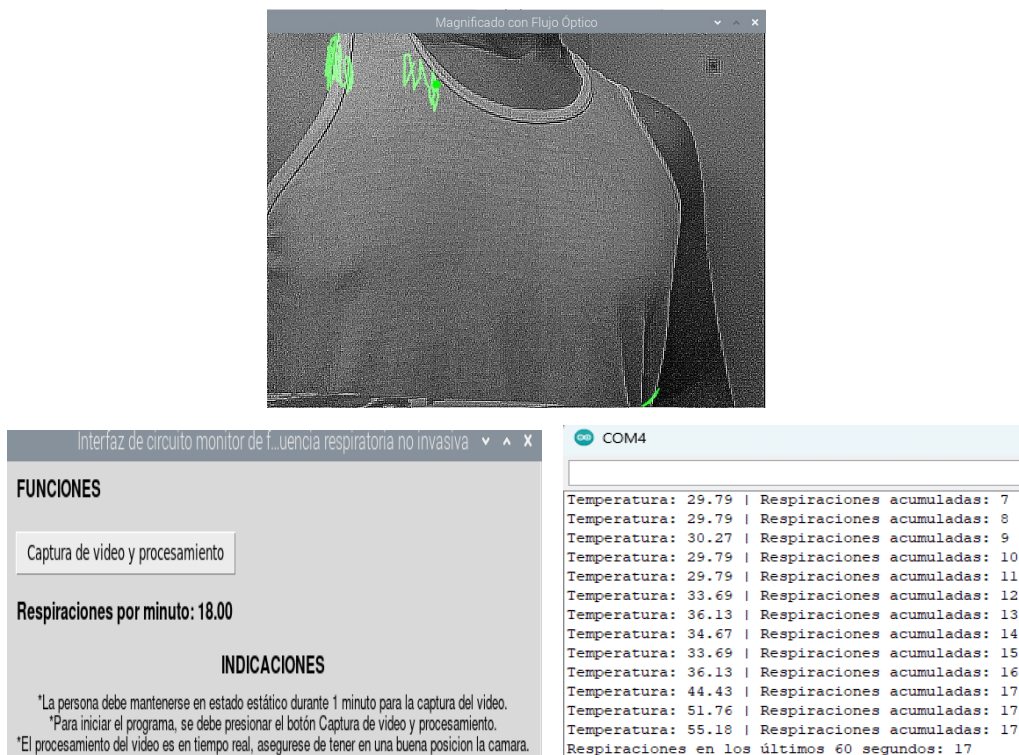 Magnificado con Flujo Óptico
Interfaz de circuito monitor de f...uencia respiratoria no invasiva
FUNCIONES
Captura de video y procesamiento
Respiraciones por minuto: 18.00
INDICACIONES
*La persona debe mantenerse en estado estático durante 1 minuto para la captura del video.
*Para iniciar el programa, se debe presionar el botón Captura de video y procesamiento.
*El procesamiento del video es en tiempo real, asegurese de tener en una buena posicion la camara.
COM4
Temperatura: 29.79 | Respiraciones acumuladas: 7
Temperatura: 29.79 | Respiraciones acumuladas: 8
Temperatura: 30.27 | Respiraciones acumuladas: 9
Temperatura: 29.79 | Respiraciones acumuladas: 10
Temperatura: 29.79 | Respiraciones acumuladas: 11
Temperatura: 33.69 | Respiraciones acumuladas: 12
Temperatura: 36.13 | Respiraciones acumuladas: 13
Temperatura: 34.67 | Respiraciones acumuladas: 14
Temperatura: 33.69 | Respiraciones acumuladas: 15
Temperatura: 36.13 | Respiraciones acumuladas: 16
Temperatura: 44.43 | Respiraciones acumuladas: 17
Temperatura: 51.76 | Respiraciones acumuladas: 17
Temperatura: 55.18 | Respiraciones acumuladas: 17
Respiraciones en los últimos 60 segundos: 17